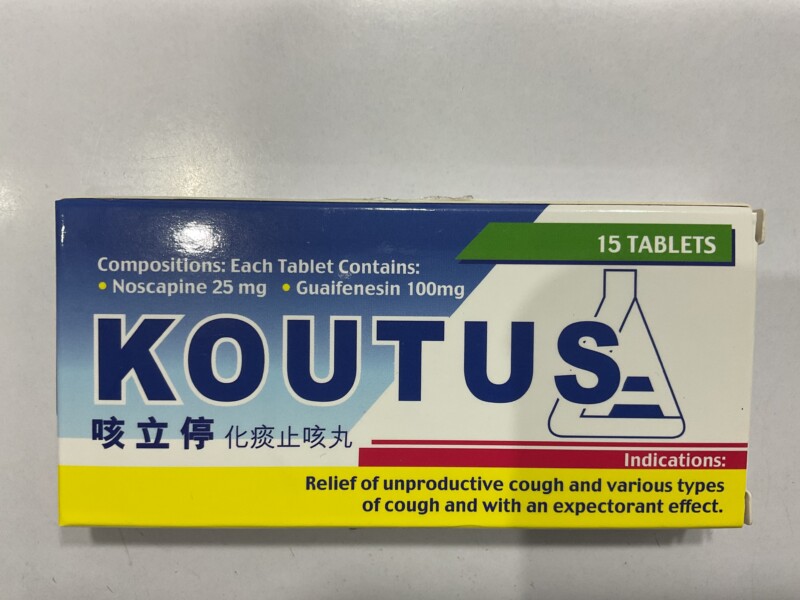 15 TABLETS
Compositions: Each Tablet Contains:
• Noscapine 25 mg • Guaifenesin 100mg
KOUTUS
咳立停 化痰止咳丸
Indications:
Relief of unproductive cough and various types
of cough and with an expectorant effect.